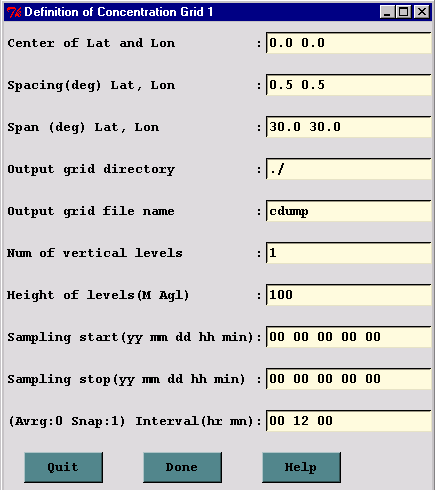 Definition of Concentration Grid 1
Center of Lat and Lon : 0.0 0.0
Spacing(deg) Lat, Lon : 0.5 0.5
Span (deg) Lat, Lon : 30.0 30.0
Output grid directory : ./
Output grid file name : cdump
Num of vertical levels : 1
Height of levels(M Agl) : 100
Sampling start(yy mm dd hh min): 00 00 00 00 00
Sampling stop(yy mm dd hh min) : 00 00 00 00 00
(Avrg:0 Snap:1) Interval(hr mn): 00 12 00
Quit Done Help